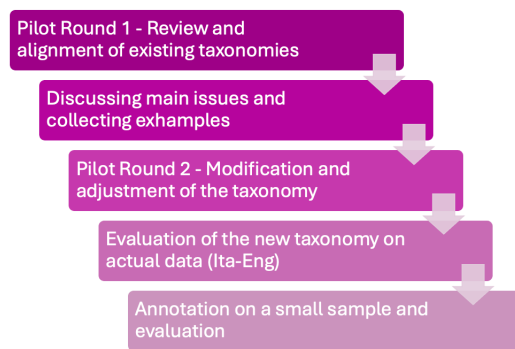 Pilot Round 1 - Review and
alignment of existing taxonomies
Discussing main issues and
collecting exhamples
Pilot Round 2 - Modification and
adjustment of the taxonomy
Evaluation of the new taxonomy on
actual data (Ita-Eng)
Annotation on a small sample and
evaluation